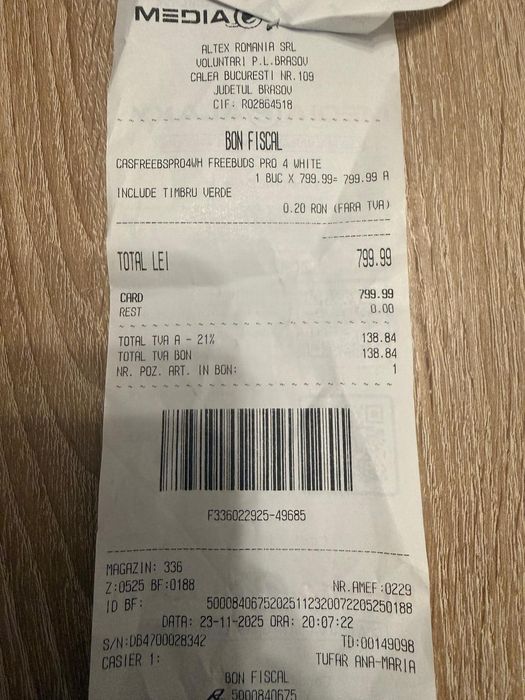 MEDIA
ALTEX ROMANIA SRL
VOLUNTARI P.L.BRASOV
CALEA BUCURESTI NR.109
JUDETUL BRASOV
CIF: RO2864518
BON FISCAL
CASFREEBSPRO4WH FREEBUDS PRO 4 WHITE
1 BUC X 799.99= 799.99 A
INCLUDE TIMBRU VERDE
0.20 RON (FARA TVA)
TOTAL LEI 799.99
CARD 799.99
REST 0.00
TOTAL TVA A - 21% 138.84
TOTAL TVA BON 138.84
NR. POZ. ART. IN BON: 1
F336022925-49685
MAGAZIN: 336
Z:0525 BF:0188 NR.AMEF:0229
ID BF: 50008406752025112320072205250188
DATA: 23-11-2025 ORA: 20:07:22
S/N:DB4700028342 TD:00149098
CASIER 1: TUFAR ANA-MARIA
BON FISCAL
5000840675